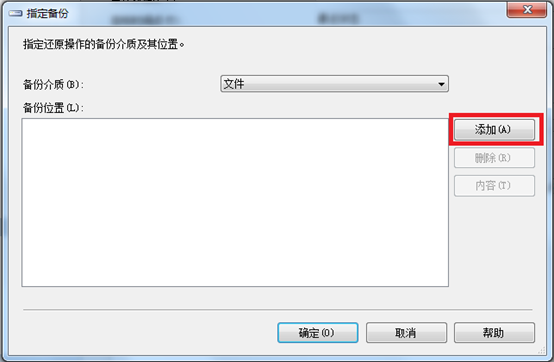 指定备份
指定还原操作的备份介质及其位置。
备份介质(B):
文件
备份位置(L):
添加(A)
删除(R)
内容(T)
确定(O)
取消
帮助